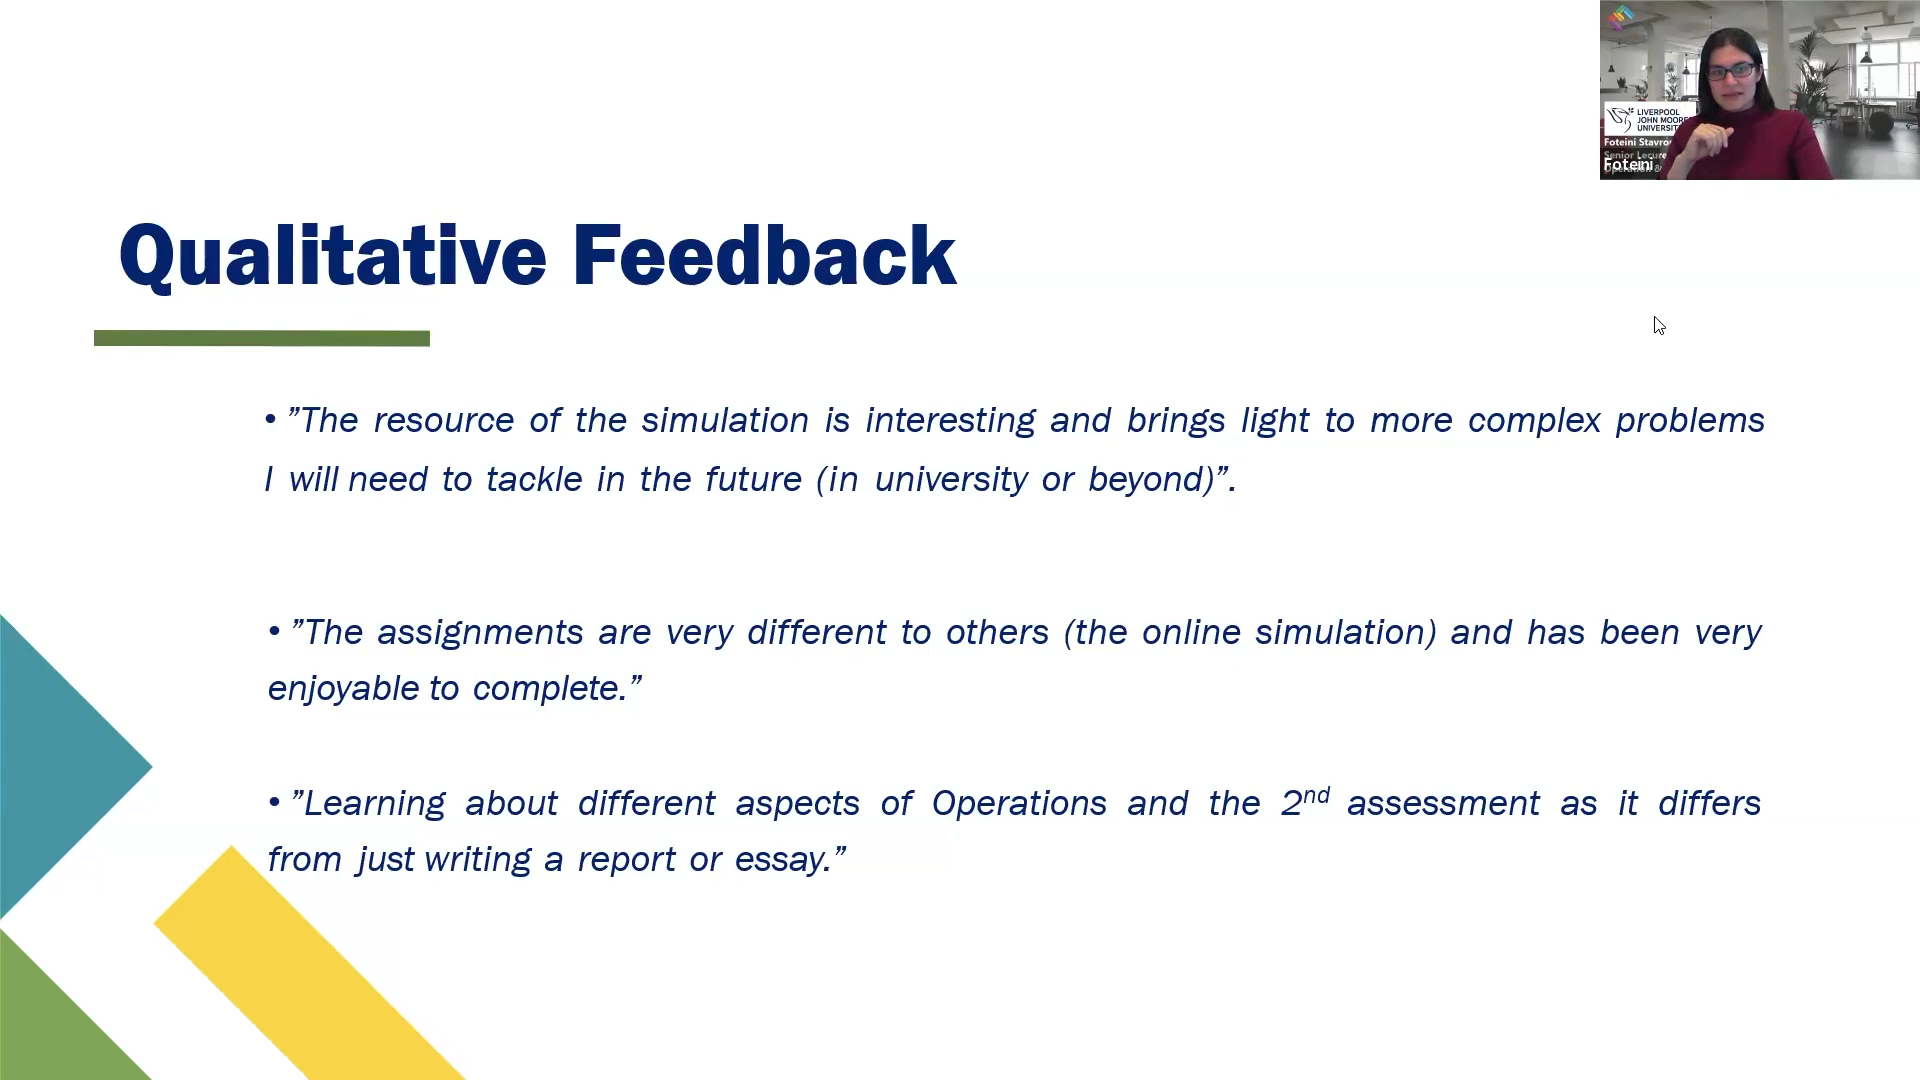 LIVERPOOL
JOHN MOORES
UNIVERSITY
Foteini
Senior
Foteini
Qualitative Feedback
• ”The resource of the simulation is interesting and brings light to more complex problems
I will need to tackle in the future (in university or beyond)”.
• ”The assignments are very different to others (the online simulation) and has been very
enjoyable to complete.”
• ”Learning about different aspects of Operations and the 2nd assessment as it differs
from just writing a report or essay.”